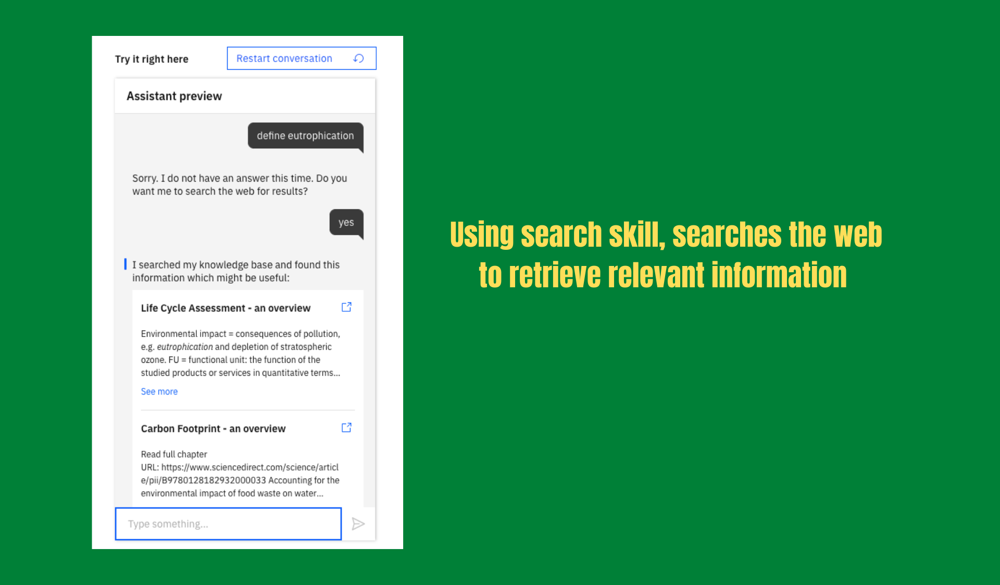 Try it right here
Restart conversation
Assistant preview
define eutrophication
Sorry. I do not have an answer this time. Do you
want me to search the web for results?
yes
I searched my knowledge base and found this
information which might be useful:
Life Cycle Assessment - an overview
Environmental impact = consequences of pollution,
e.g. eutrophication and depletion of stratospheric
ozone. FU = functional unit: the function of the
studied products or services in quantitative terms...
See more
Carbon Footprint - an overview
Read full chapter
URL: https://www.sciencedirect.com/science/articl
e/pii/B9780128182932000033 Accounting for the
environmental impact of food waste on water...
Type something...
Using search skill, searches the web
to retrieve relevant information